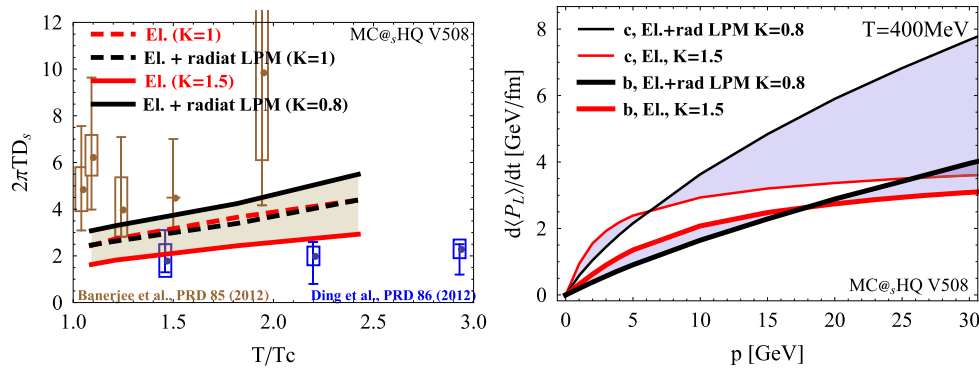 12
10
8
6
4
2
0
2πTDs
El. (K=1)
El. + radiat LPM (K=1)
El. (K=1.5)
El. + radiat LPM (K=0.8)
MC@sHQ V508
Banerjee et al., PRD 85 (2012)
Ding et al., PRD 86 (2012)
1.0 1.5 2.0 2.5 3.0
T/Tc
8
6
4
2
0
d⟨PL⟩/dt [GeV/fm]
c, El.+rad LPM K=0.8
c, El., K=1.5
b, El.+rad LPM K=0.8
b, El., K=1.5
T=400MeV
MC@sHQ V508
0 5 10 15 20 25 30
p [GeV]